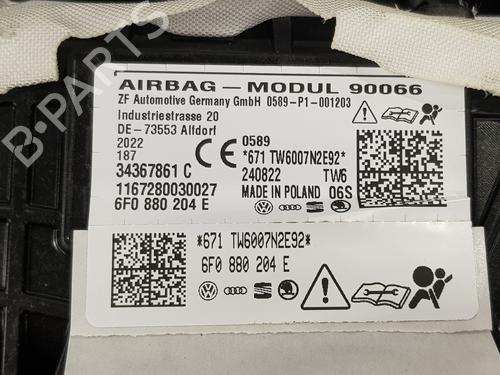 AIRBAG – MODUL 90066
ZF Automotive Germany GmbH 0589-P1-001203
Industriestrasse 20
DE-73553 Alfdorf
2022
187
34367861 C
1167280030027
6F0 880 204 E
CE 0589
*671 TW6007N2E92*
240822 TW6
MADE IN POLAND 06S
*671 TW6007N2E92*
6F0 880 204 E